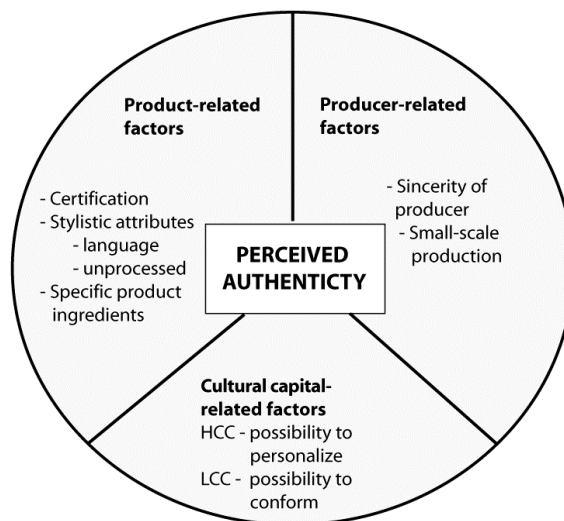 Product-related
factors
- Certification
- Stylistic attributes
- language
- unprocessed
- Specific product
ingredients
Producer-related
factors
- Sincerity of
producer
- Small-scale
production
PERCEIVED
AUTHENTICTY
Cultural capital-
related factors
HCC - possibility to
personalize
LCC - possibility to
conform